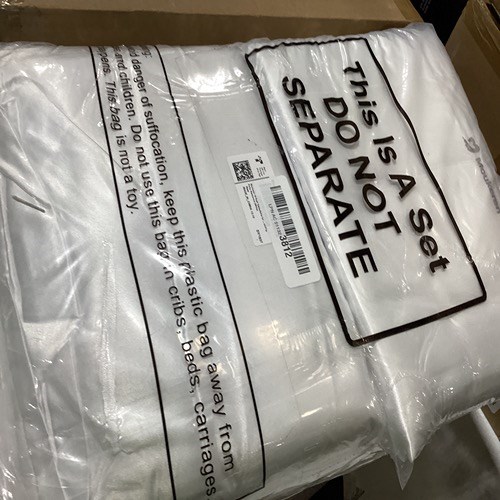 This Is A Set
DO NOT
SEPARATE
3812
danger of suffocation, keep this plastic bag away from
and children. Do not use this bag in cribs, beds, carriages
This bag is not a toy.